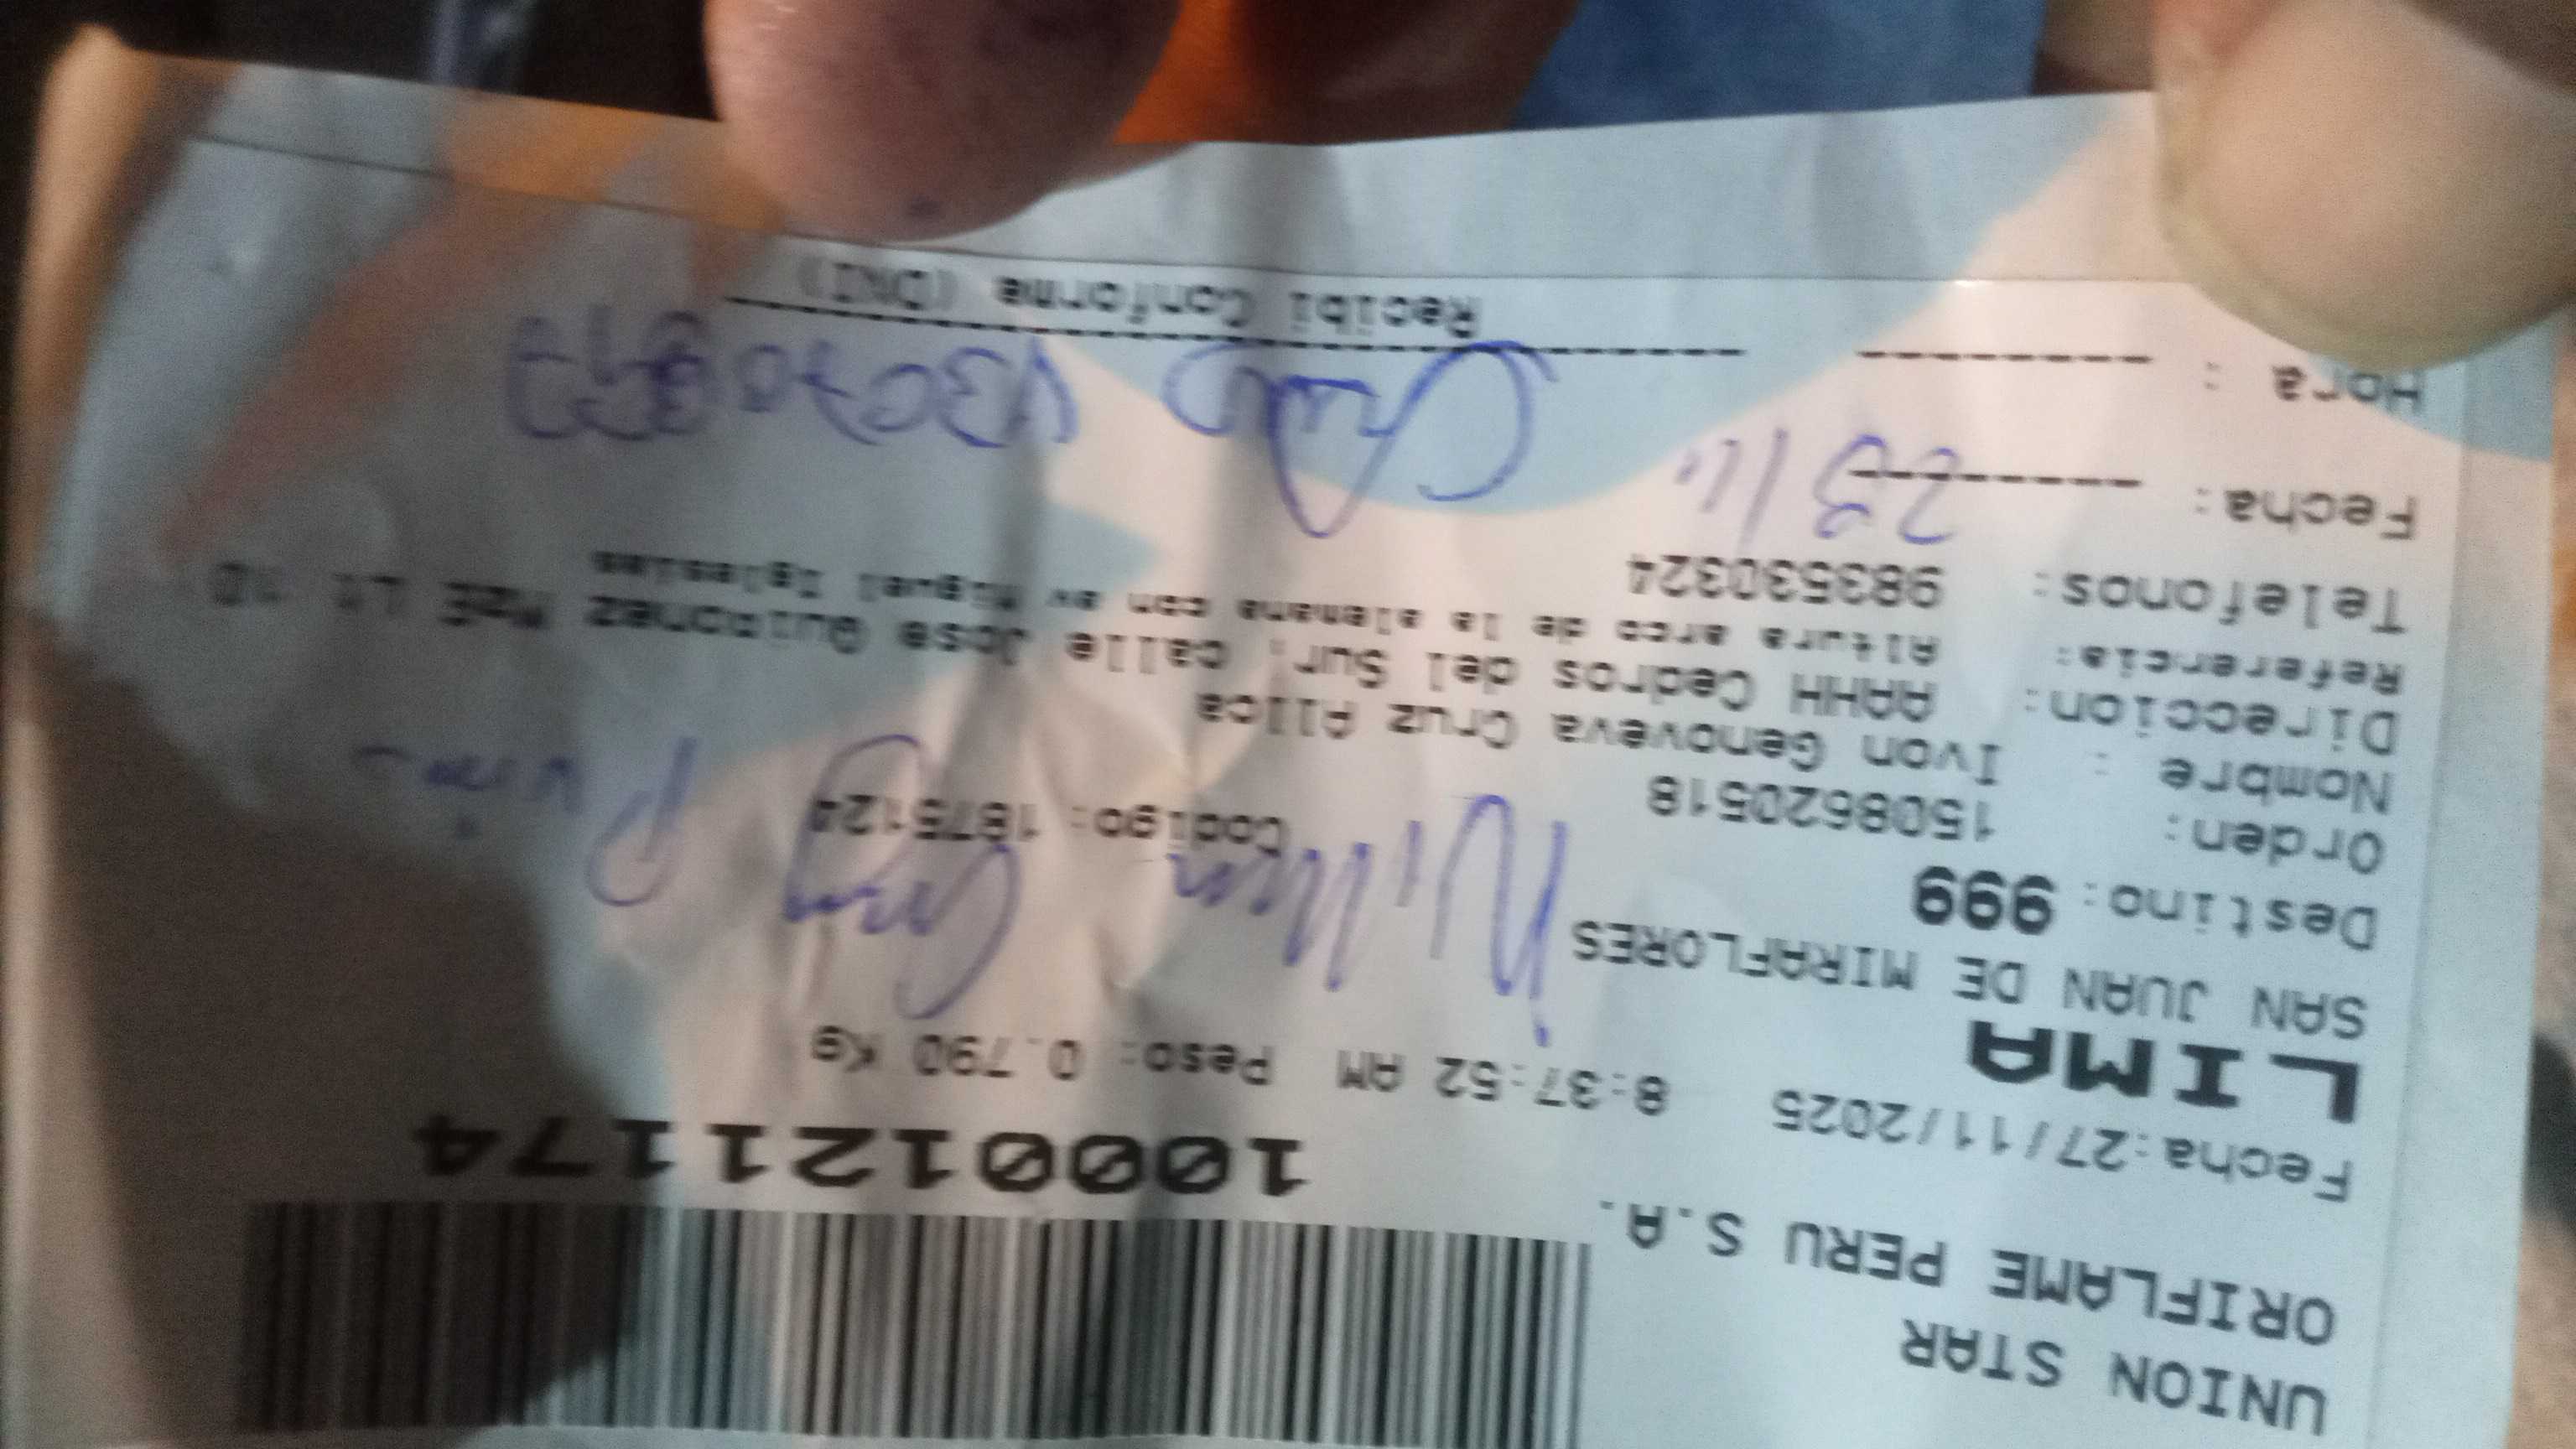 UNION STAR
ORIFLAME PERU S.A.
10001211174
Fecha:27/11/2025 8:37:52 AM Peso: 0.790 Kg
LIMA
SAN JUAN DE MIRAFLORES
Destino: 999
Orden: 1508620518 Codigo: 1875124
Nombre : Ivon Genoveva Cruz Allca
Direccion: AAHH Cedros del Sur, calle Jose Quiñonez MzE Lt 10
Referencia: Altura arco de la alemana con av Miguel Iglesias
Telefonos: 983530324
Fecha: 28/11
Hora :
Recibi Conforme (DNI)